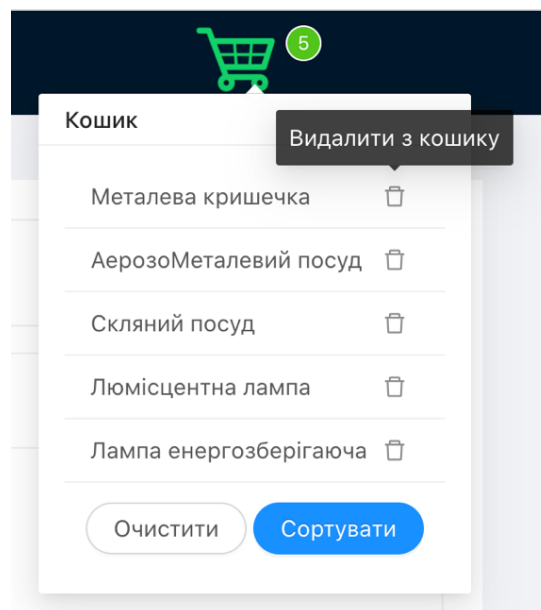 5
Кошик
Видалити з кошику
Металева кришечка
АерозоМеталевий посуд
Скляний посуд
Люмісцентна лампа
Лампа енергозберігаюча
Очистити
Сортувати